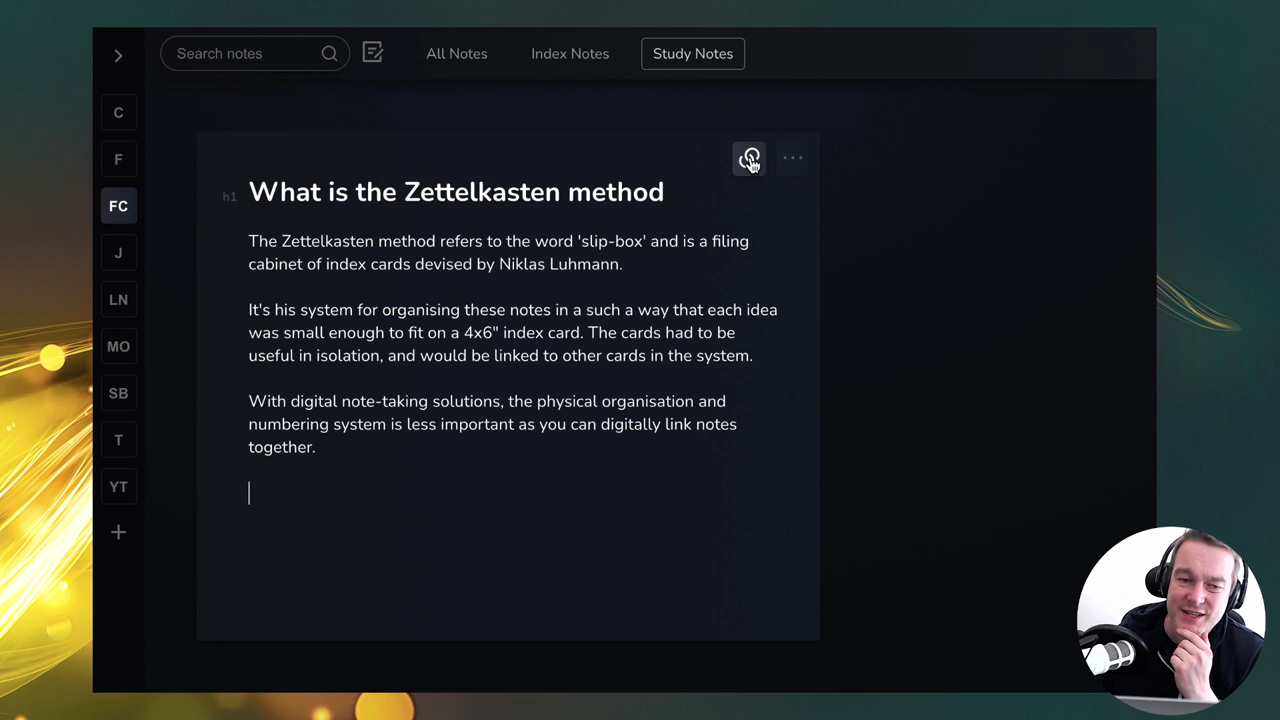 Search notes
All Notes
Index Notes
Study Notes
C
F
FC
J
LN
MO
SB
T
YT
h1
What is the Zettelkasten method
The Zettelkasten method refers to the word 'slip-box' and is a filing
cabinet of index cards devised by Niklas Luhmann.
It's his system for organising these notes in a such a way that each idea
was small enough to fit on a 4x6" index card. The cards had to be
useful in isolation, and would be linked to other cards in the system.
With digital note-taking solutions, the physical organisation and
numbering system is less important as you can digitally link notes
together.